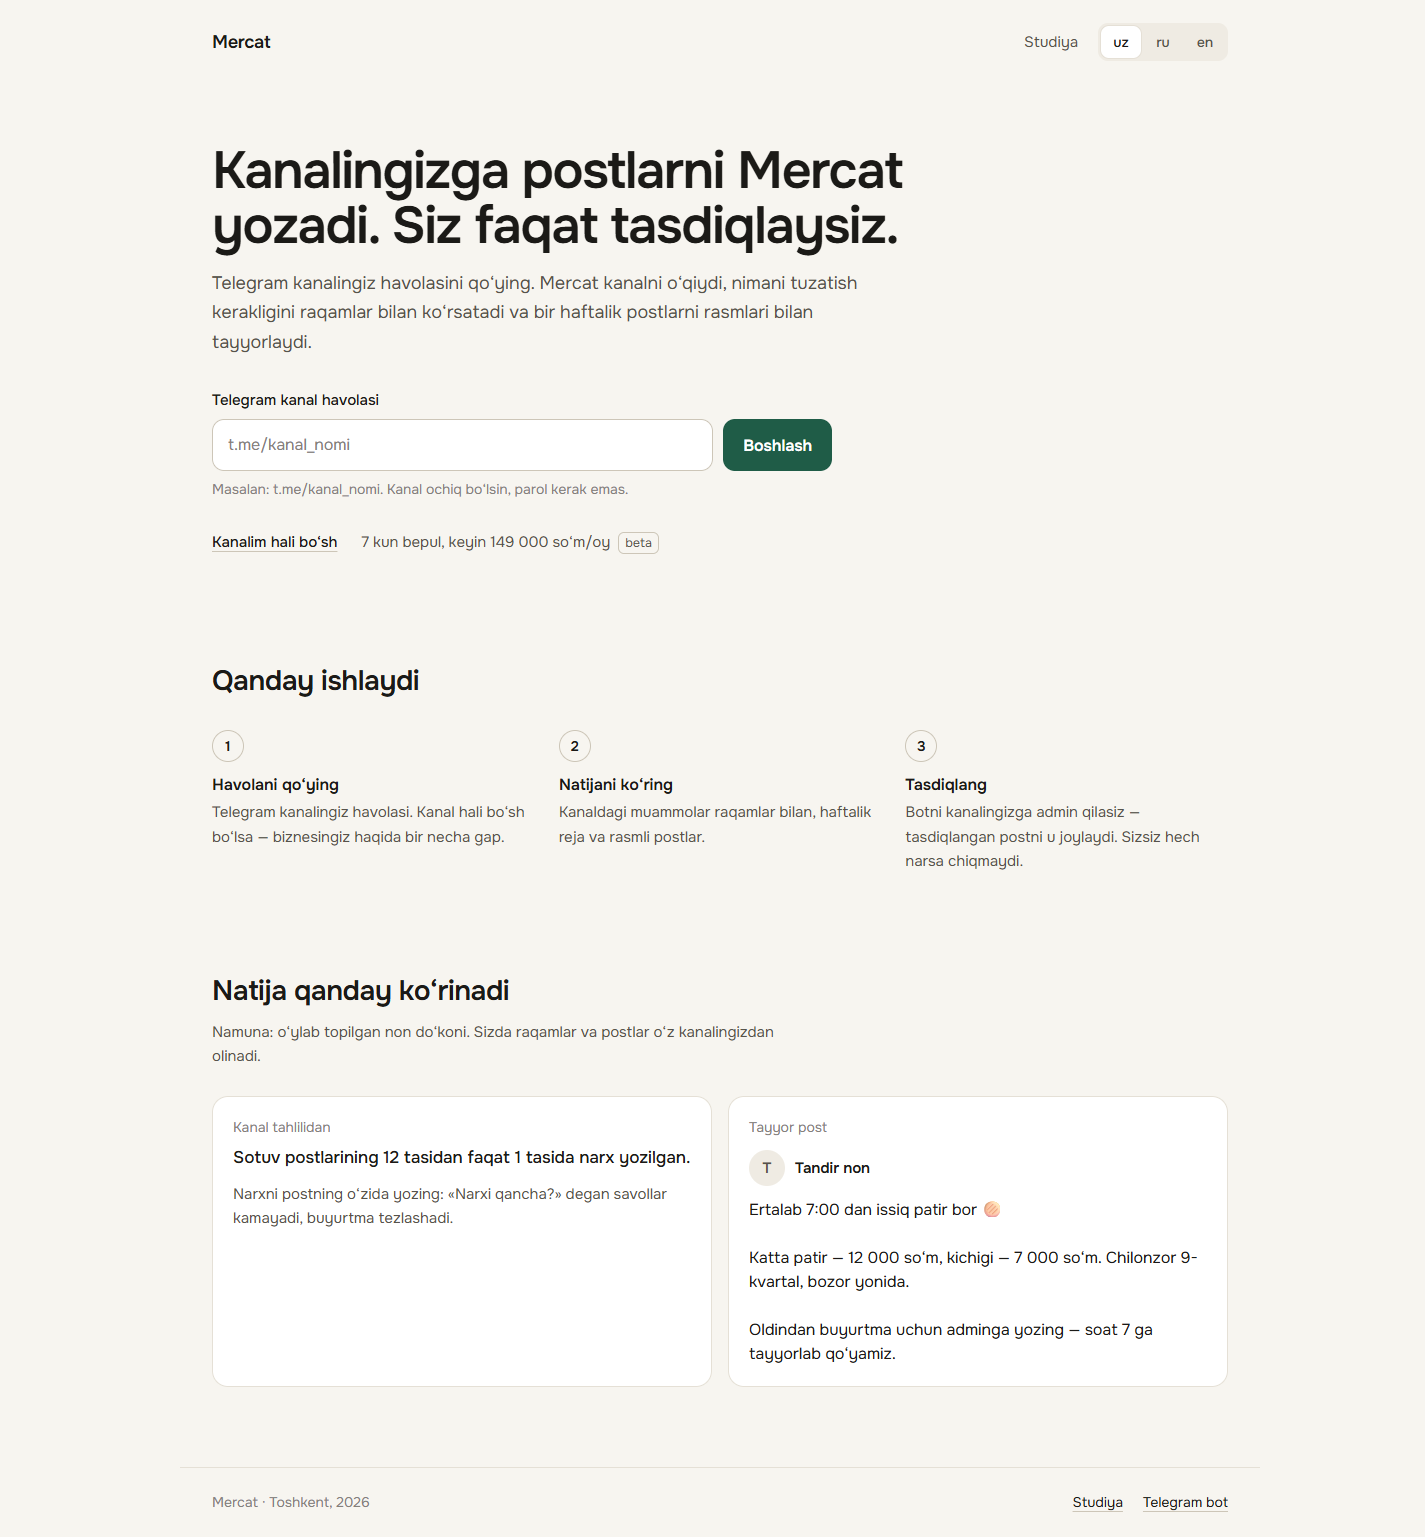 Mercat
Studiya
uz
ru
en
Kanalingizga postlarni Mercat
yozadi. Siz faqat tasdiqlaysiz.
Telegram kanalingiz havolasini qo‘ying. Mercat kanalni o‘qiydi, nimani tuzatish
kerakligini raqamlar bilan ko‘rsatadi va bir haftalik postlarni rasmlari bilan
tayyorlaydi.
Telegram kanal havolasi
t.me/kanal_nomi
Boshlash
Masalan: t.me/kanal_nomi. Kanal ochiq bo‘lsin, parol kerak emas.
Kanalim hali bo‘sh
7 kun bepul, keyin 149 000 so‘m/oy
beta
Qanday ishlaydi
1
Havolani qo‘ying
Telegram kanalingiz havolasi. Kanal hali bo‘sh
bo‘lsa — biznesingiz haqida bir necha gap.
2
Natijani ko‘ring
Kanaldagi muammolar raqamlar bilan, haftalik
reja va rasmli postlar.
3
Tasdiqlang
Botni kanalingizga admin qilasiz —
tasdiqlangan postni u joylaydi. Sizsiz hech
narsa chiqmaydi.
Natija qanday ko‘rinadi
Namuna: o‘ylab topilgan non do‘koni. Sizda raqamlar va postlar o‘z kanalingizdan
olinadi.
Kanal tahlilidan
Sotuv postlarining 12 tasidan faqat 1 tasida narx yozilgan.
Narxni postning o‘zida yozing: «Narxi qancha?» degan savollar
kamayadi, buyurtma tezlashadi.
Tayyor post
T
Tandir non
Ertalab 7:00 dan issiq patir bor
Katta patir — 12 000 so‘m, kichigi — 7 000 so‘m. Chilonzor 9-
kvartal, bozor yonida.
Oldindan buyurtma uchun adminga yozing — soat 7 ga
tayyorlab qo‘yamiz.
Mercat · Toshkent, 2026
Studiya
Telegram bot